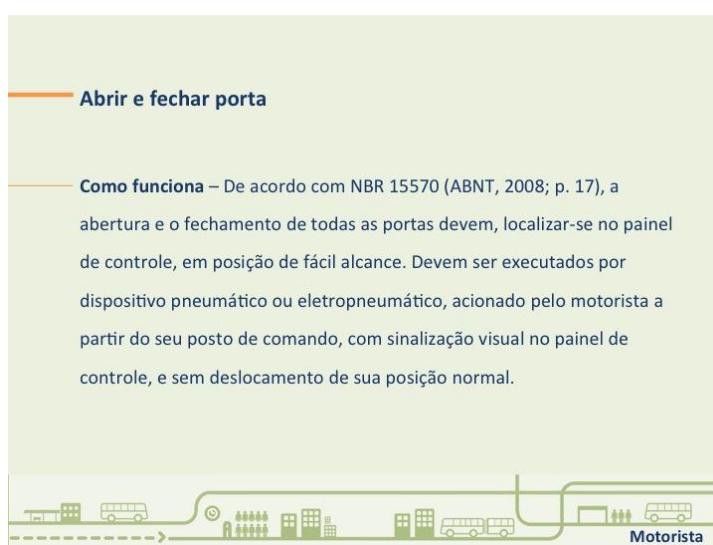 Abrir e fechar porta
Como funciona – De acordo com NBR 15570 (ABNT, 2008; p. 17), a
abertura e o fechamento de todas as portas devem, localizar-se no painel
de controle, em posição de fácil alcance. Devem ser executados por
dispositivo pneumático ou eletropneumático, acionado pelo motorista a
partir do seu posto de comando, com sinalização visual no painel de
controle, e sem deslocamento de sua posição normal.
Motorista